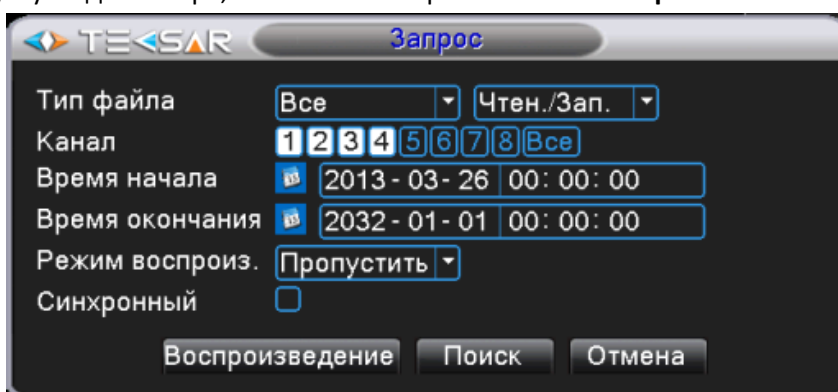 TECSAR Запрос
Тип файла Все Чтен./Зап.
Канал 1 2 3 4 5 6 7 8 Все
Время начала 2013 - 03 - 26 00: 00: 00
Время окончания 2032 - 01 - 01 00: 00: 00
Режим воспроиз. Пропустить
Синхронный
Воспроизведение Поиск Отмена